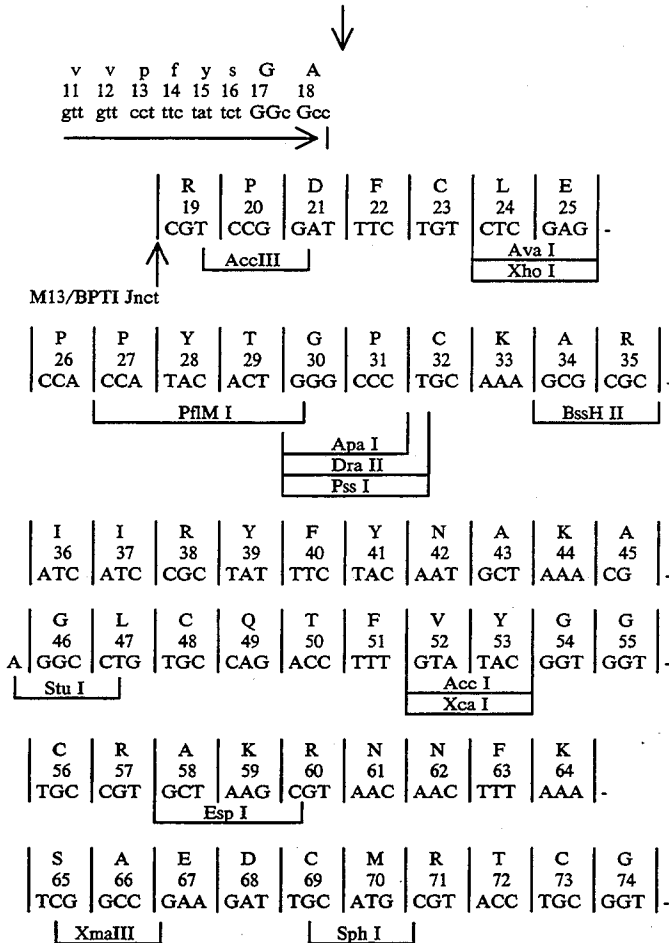 v v p f y s G A
11 12 13 14 15 16 17 18
gtt gtt cct ttc tat tct GGc Gcc
R P D F C L E
19 20 21 22 23 24 25
CGT CCG GAT TTC TGT CTC GAG -
AccIII Ava I
Xho I
M13/BPTI Jnct
P P Y T G P C K A R
26 27 28 29 30 31 32 33 34 35
CCA CCA TAC ACT GGG CCC TGC AAA GCG CGC -
PflM I BssH II
Apa I
Dra II
Pss I
I I R Y F Y N A K A
36 37 38 39 40 41 42 43 44 45
ATC ATC CGC TAT TTC TAC AAT GCT AAA CG -
G L C Q T F V Y G G
46 47 48 49 50 51 52 53 54 55
A GGC CTG TGC CAG ACC TTT GTA TAC GGT GGT -
Stu I Acc I
Xca I
C R A K R N N F K
56 57 58 59 60 61 62 63 64
TGC CGT GCT AAG CGT AAC AAC TTT AAA -
Esp I
S A E D C M R T C G
65 66 67 68 69 70 71 72 73 74
TCG GCC GAA GAT TGC ATG CGT ACC TGC GGT -
XmaIII Sph I